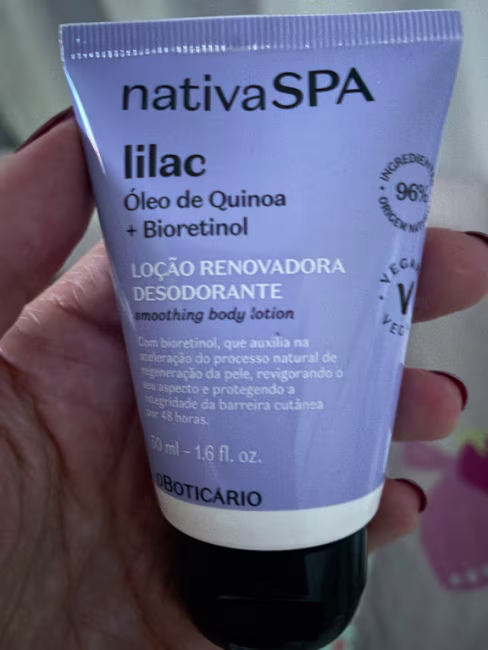 nativaSPA
lilac
Óleo de Quinoa
+ Bioretinol
LOÇÃO RENOVADORA
DESODORANTE
smoothing body lotion
Com bioretinol, que auxilia na
aceleração do processo natural de
regeneração da pele, revigorando o
seu aspecto e protegendo a
integridade da barreira cutânea
por 48 horas.
50 ml - 1.6 fl. oz.
oBOTICÁRIO
96%
VEGAN
V